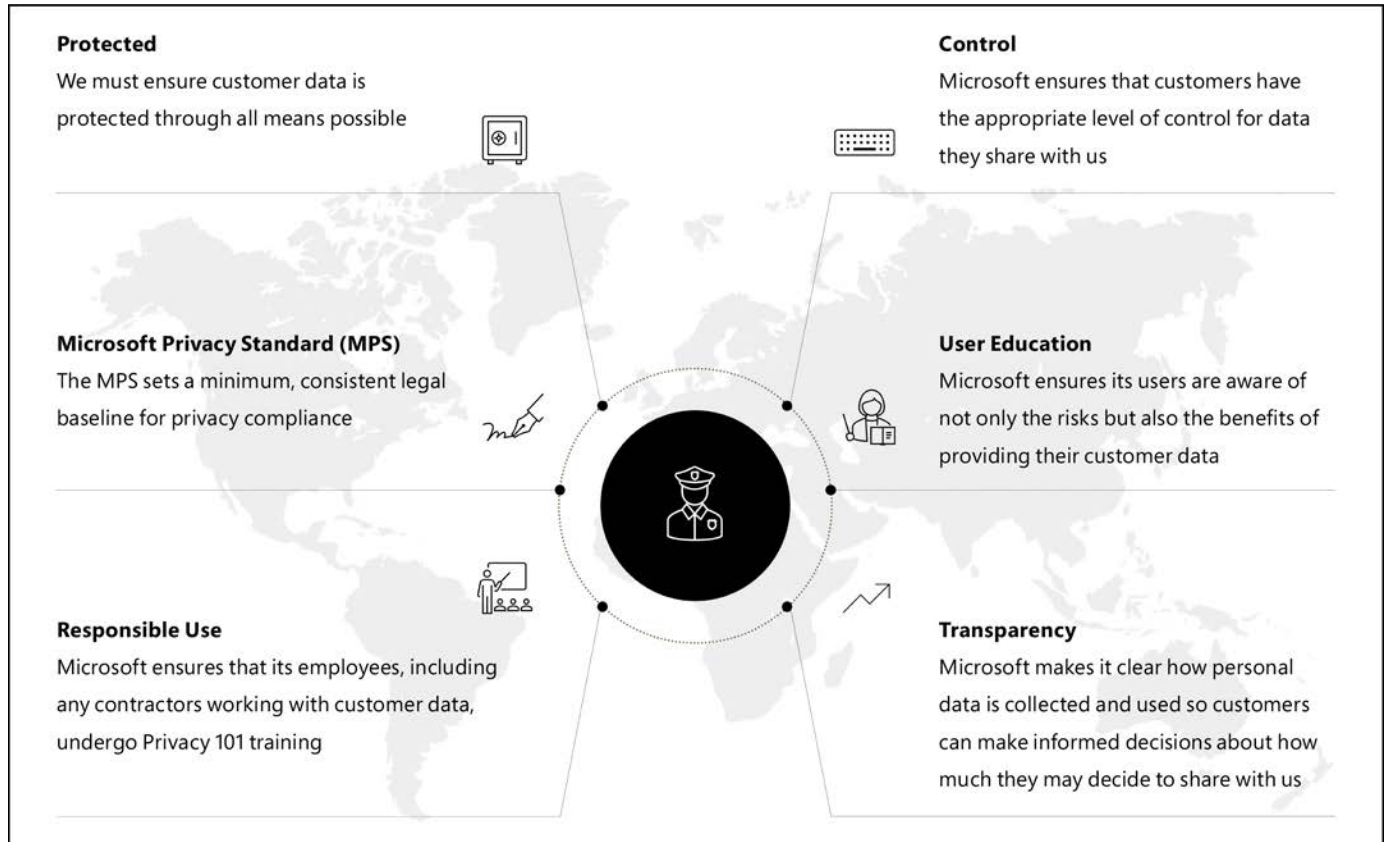 Protected
We must ensure customer data is
protected through all means possible
Control
Microsoft ensures that customers have
the appropriate level of control for data
they share with us
Microsoft Privacy Standard (MPS)
The MPS sets a minimum, consistent legal
baseline for privacy compliance
User Education
Microsoft ensures its users are aware of
not only the risks but also the benefits of
providing their customer data
Responsible Use
Microsoft ensures that its employees, including
any contractors working with customer data,
undergo Privacy 101 training
Transparency
Microsoft makes it clear how personal
data is collected and used so customers
can make informed decisions about how
much they may decide to share with us